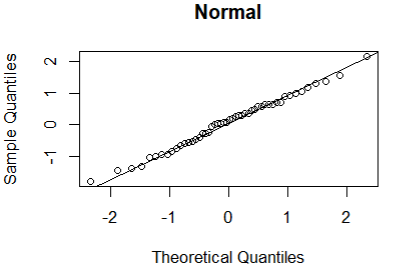 Normal
Sample Quantiles
2
1
0
-1
-2 -1 0 1 2
Theoretical Quantiles